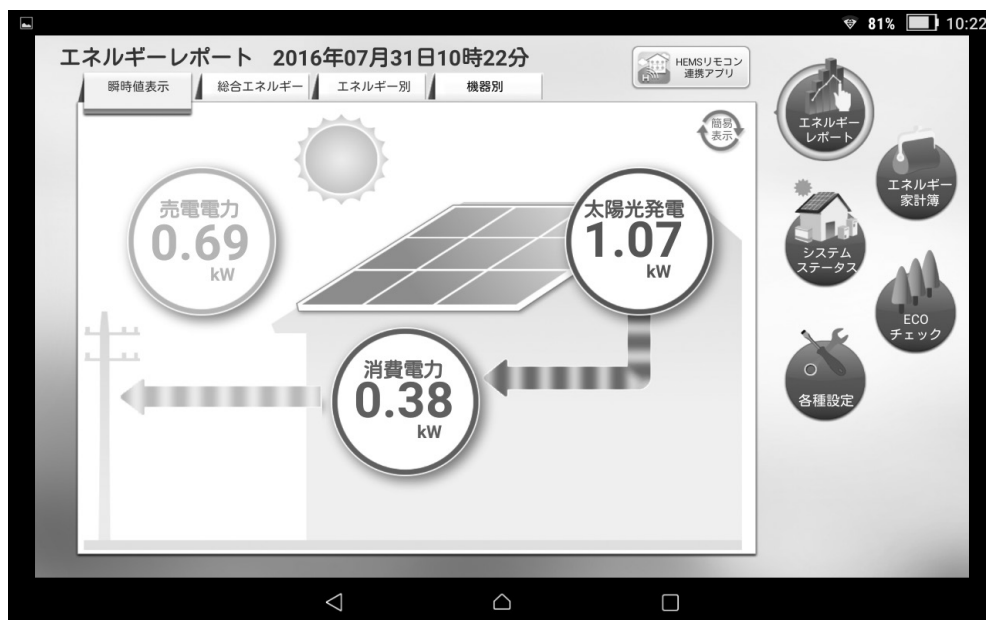 81% 10:22
エネルギーレポート 2016年07月31日10時22分
HEMSリモコン
連携アプリ
瞬時値表示 総合エネルギー エネルギー別 機器別
簡易
表示
売電電力
0.69
kW
太陽光発電
1.07
kW
消費電力
0.38
kW
エネルギー
レポート
エネルギー
家計簿
システム
ステータス
ECO
チェック
各種設定